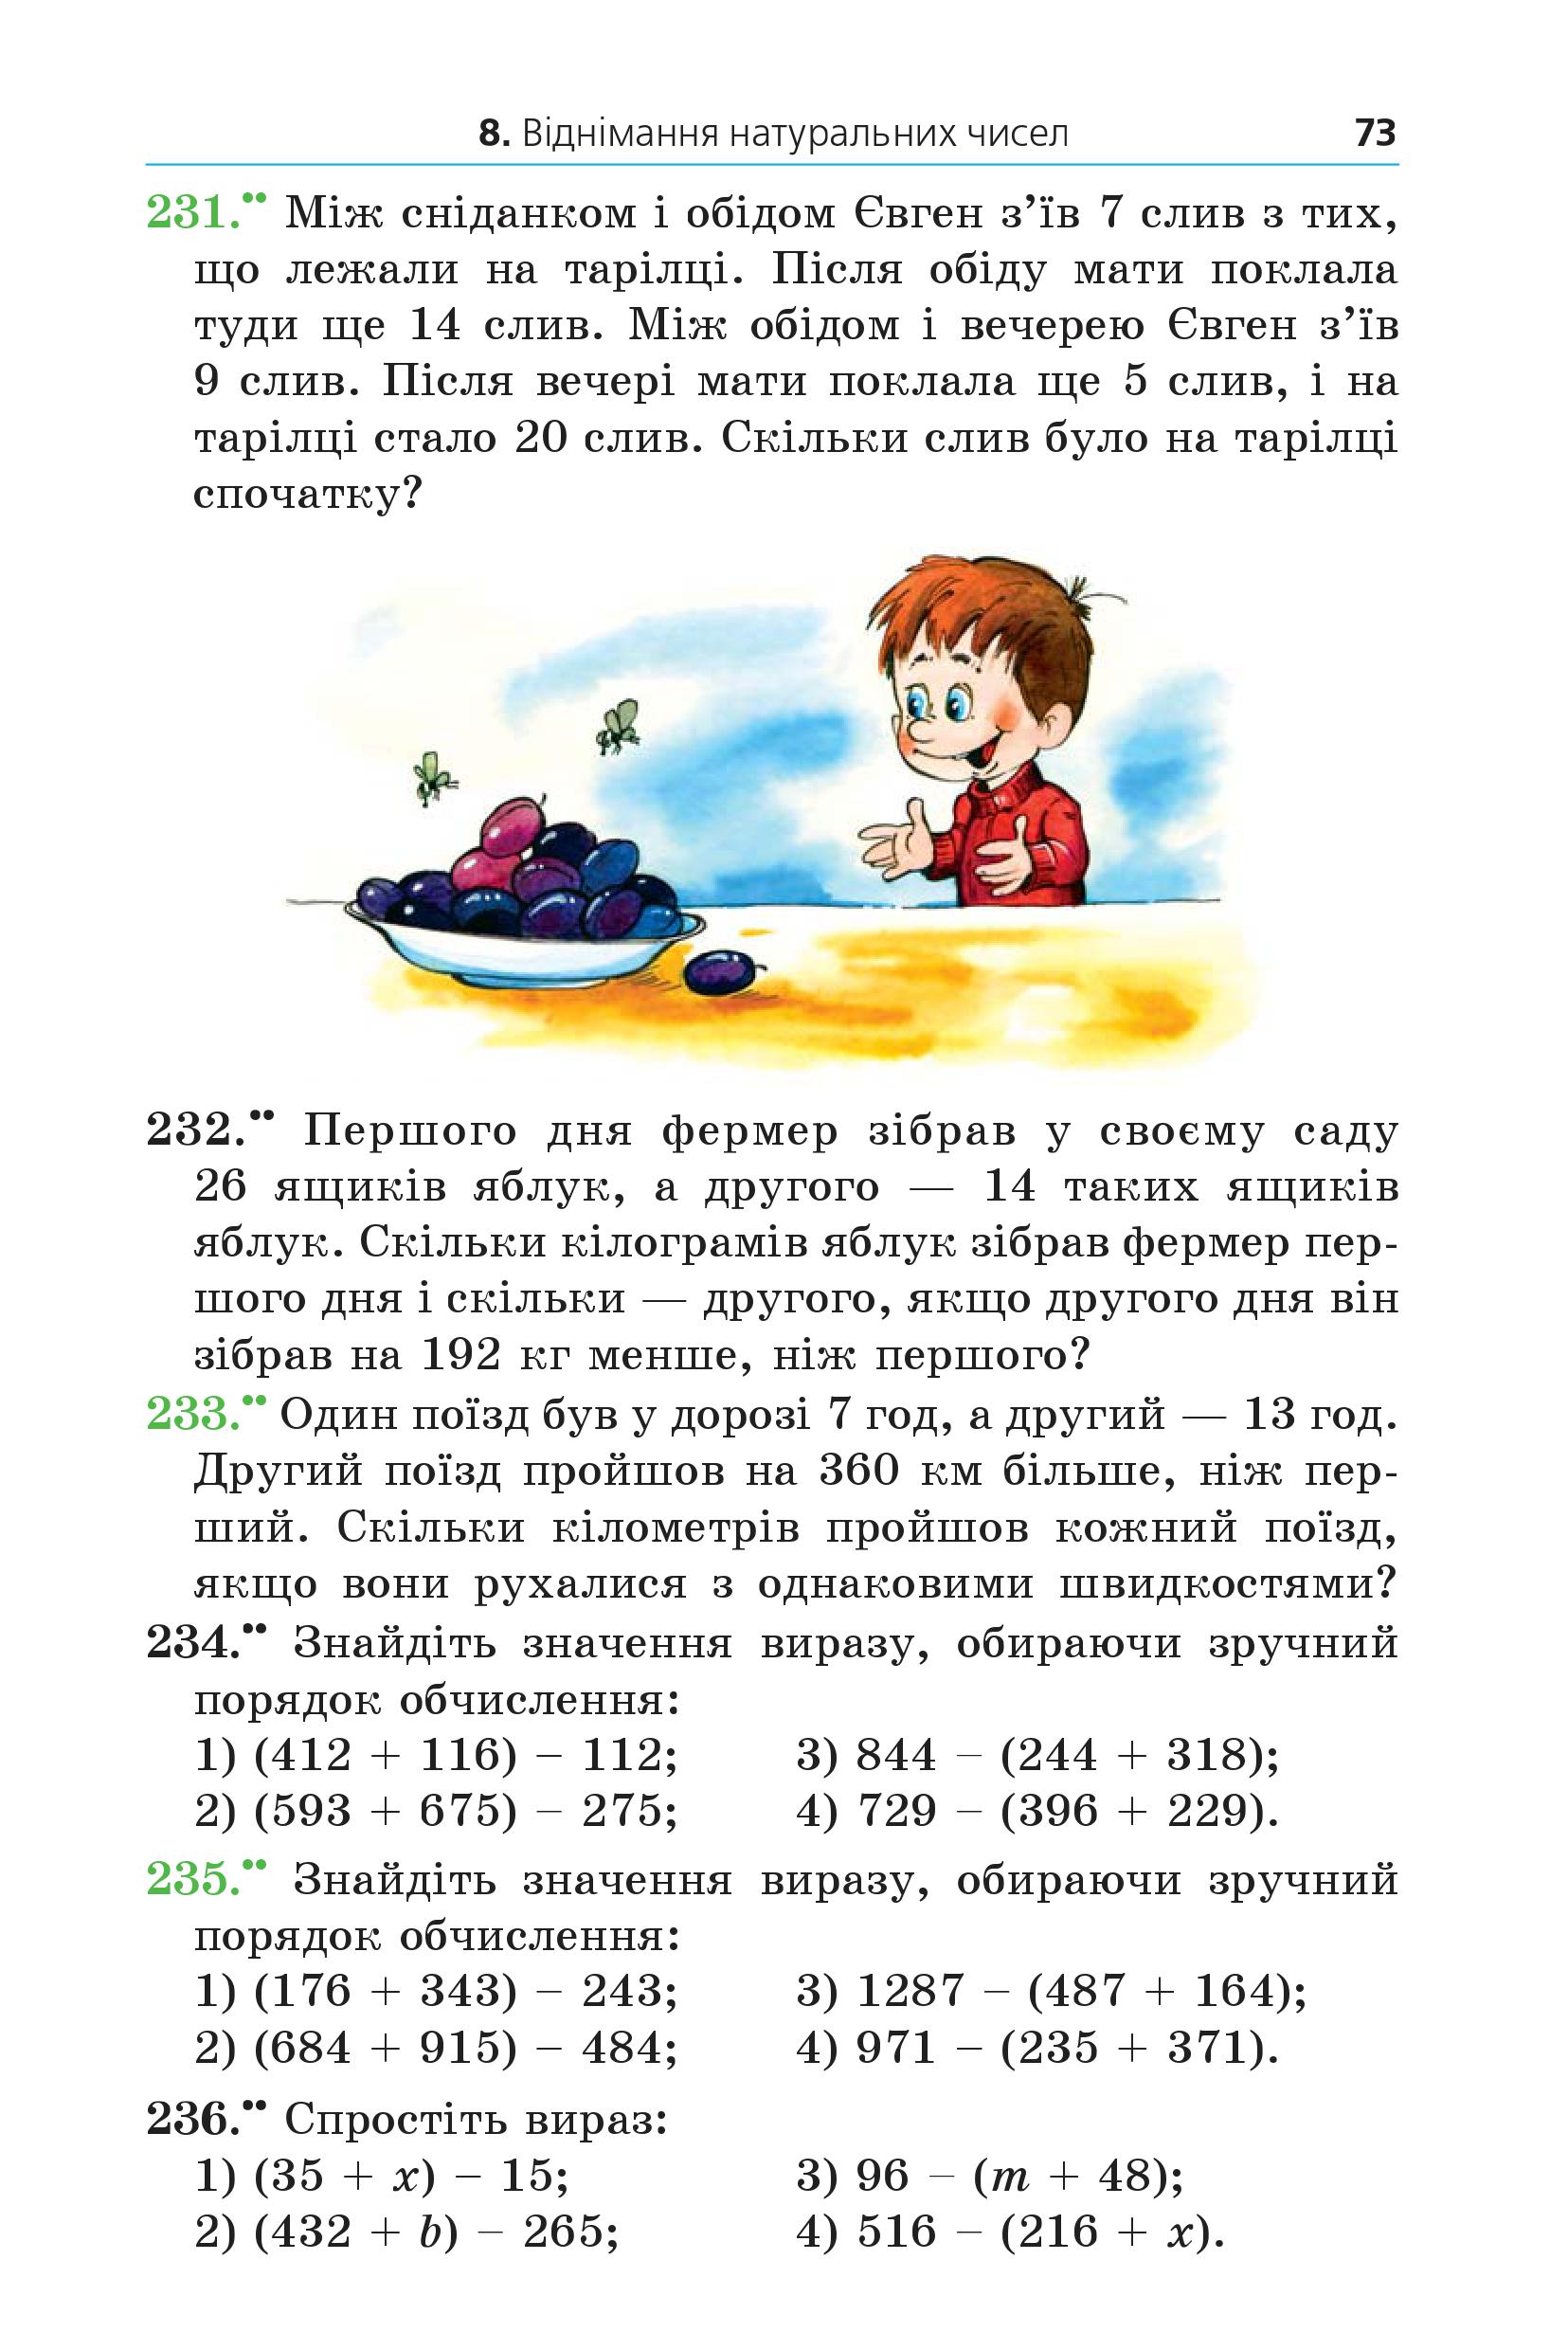 8. Віднімання натуральних чисел 73
231.•• Між сніданком і обідом Євген з’їв 7 слив з тих,
що лежали на тарілці. Після обіду мати поклала
туди ще 14 слив. Між обідом і вечерею Євген з’їв
9 слив. Після вечері мати поклала ще 5 слив, і на
тарілці стало 20 слив. Скільки слив було на тарілці
спочатку?
232.•• Першого дня фермер зібрав у своєму саду
26 ящиків яблук, а другого — 14 таких ящиків
яблук. Скільки кілограмів яблук зібрав фермер пер-
шого дня і скільки — другого, якщо другого дня він
зібрав на 192 кг менше, ніж першого?
233.•• Один поїзд був у дорозі 7 год, а другий — 13 год.
Другий поїзд пройшов на 360 км більше, ніж пер-
ший. Скільки кілометрів пройшов кожний поїзд,
якщо вони рухалися з однаковими швидкостями?
234.•• Знайдіть значення виразу, обираючи зручний
порядок обчислення:
1) (412 + 116) − 112; 3) 844 − (244 + 318);
2) (593 + 675) − 275; 4) 729 − (396 + 229).
235.•• Знайдіть значення виразу, обираючи зручний
порядок обчислення:
1) (176 + 343) − 243; 3) 1287 − (487 + 164);
2) (684 + 915) − 484; 4) 971 − (235 + 371).
236.•• Спростіть вираз:
1) (35 + x) − 15; 3) 96 − (m + 48);
2) (432 + b) − 265; 4) 516 − (216 + x).